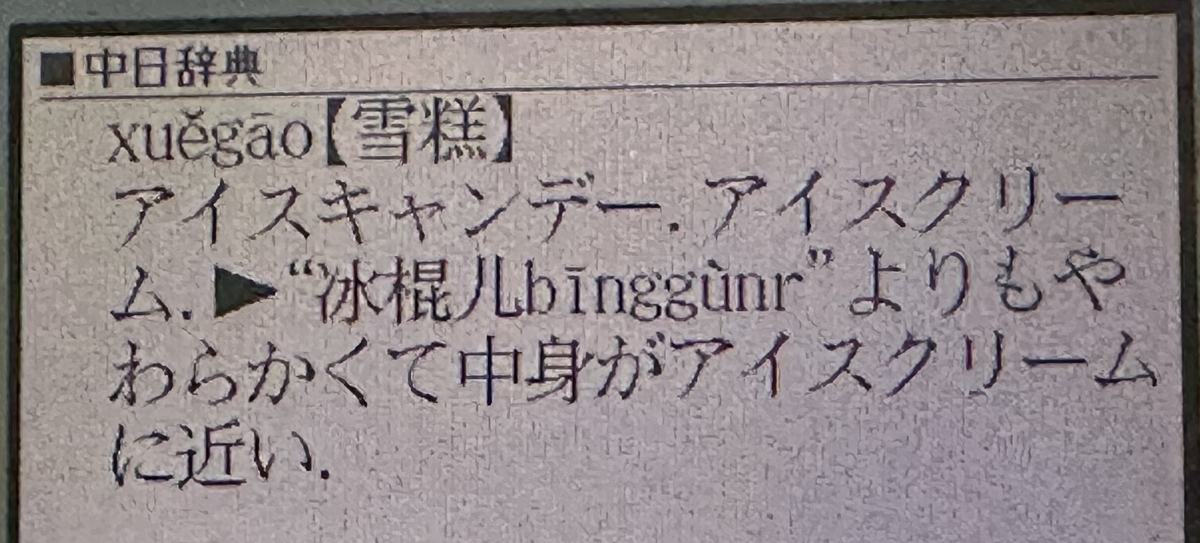 ■中日辞典
xuěgāo【雪糕】
アイスキャンデー.アイスクリー
ム.▶“冰棍儿bīnggùnr”よりもや
わらかくて中身がアイスクリーム
に近い.